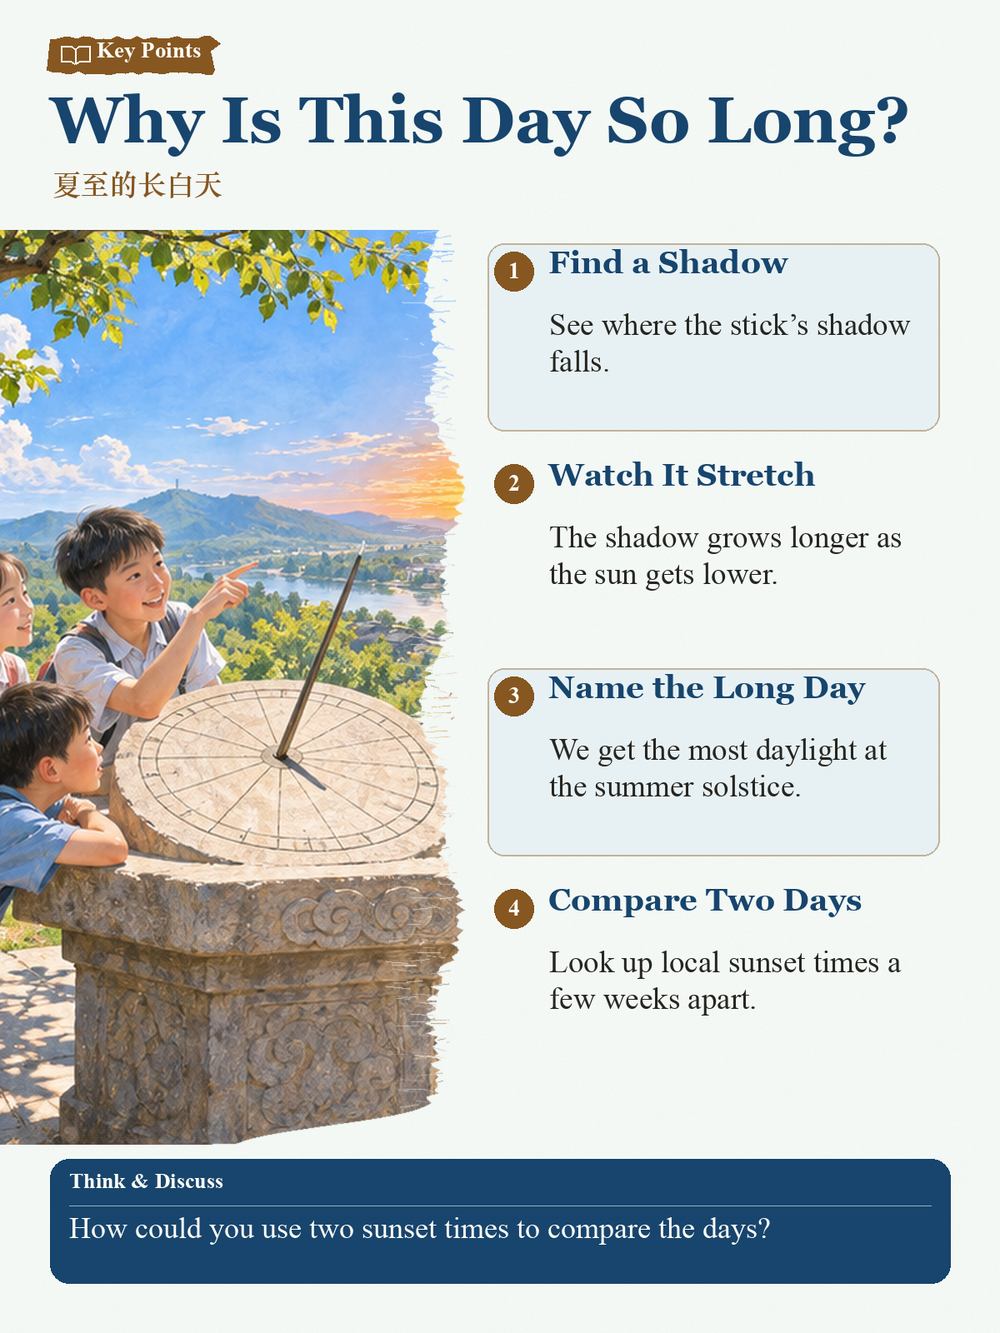 Key Points
Why Is This Day So Long?
夏至的长白天
1
Find a Shadow
See where the stick’s shadow
falls.
2
Watch It Stretch
The shadow grows longer as
the sun gets lower.
3
Name the Long Day
We get the most daylight at
the summer solstice.
4
Compare Two Days
Look up local sunset times a
few weeks apart.
Think & Discuss
How could you use two sunset times to compare the days?